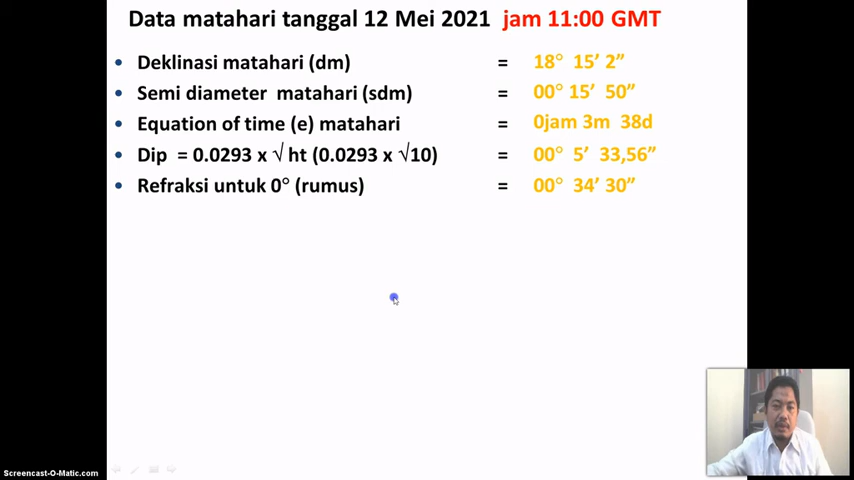 Data matahari tanggal 12 Mei 2021 jam 11:00 GMT
• Deklinasi matahari (dm) = 18° 15’ 2”
• Semi diameter matahari (sdm) = 00° 15’ 50”
• Equation of time (e) matahari = 0jam 3m 38d
• Dip = 0.0293 x √ ht (0.0293 x √10) = 00° 5’ 33,56”
• Refraksi untuk 0° (rumus) = 00° 34’ 30”
Screencast-O-Matic.com